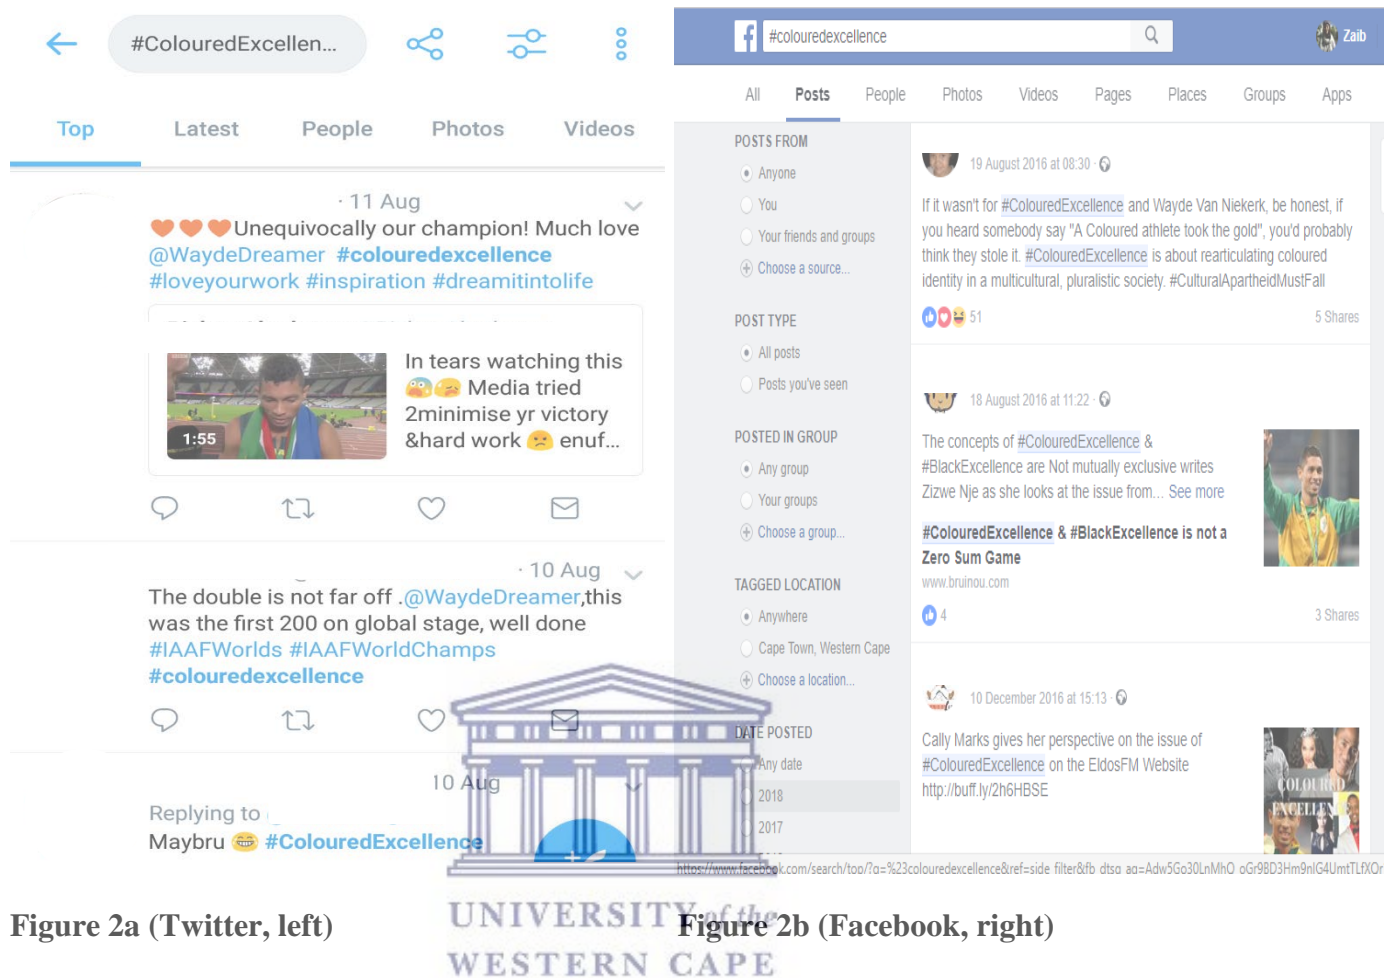 #ColouredExcellen...
Top Latest People Photos Videos
· 11 Aug
Unequivocally our champion! Much love
@WaydeDreamer #colouredexcellence
#loveyourwork #inspiration #dreamitintolife
1:55
In tears watching this
😨😥 Media tried
2minimise yr victory
&hard work 😠 enuf...
· 10 Aug
The double is not far off .@WaydeDreamer,this
was the first 200 on global stage, well done
#IAAFWorlds #IAAFWorldChamps
#colouredexcellence
10 Aug
Replying to
Maybru 😁 #ColouredExcellence
Figure 2a (Twitter, left)
#colouredexcellence
Zaib
All Posts People Photos Videos Pages Places Groups Apps
POSTS FROM
Anyone
You
Your friends and groups
Choose a source...
POST TYPE
All posts
Posts you've seen
POSTED IN GROUP
Any group
Your groups
Choose a group...
TAGGED LOCATION
Anywhere
Cape Town, Western Cape
Choose a location...
DATE POSTED
Any date
2018
2017
19 August 2016 at 08:30 ·
If it wasn't for #ColouredExcellence and Wayde Van Niekerk, be honest, if
you heard somebody say "A Coloured athlete took the gold", you'd probably
think they stole it. #ColouredExcellence is about rearticulating coloured
identity in a multicultural, pluralistic society. #CulturalApartheidMustFall
51 5 Shares
18 August 2016 at 11:22 ·
The concepts of #ColouredExcellence &
#BlackExcellence are Not mutually exclusive writes
Zizwe Nje as she looks at the issue from... See more
#ColouredExcellence & #BlackExcellence is not a
Zero Sum Game
www.bruinou.com
4 3 Shares
10 December 2016 at 15:13 ·
Cally Marks gives her perspective on the issue of
#ColouredExcellence on the EldosFM Website
http://buff.ly/2h6HBSE
COLOURED
EXCELLENCE
Figure 2b (Facebook, right)
UNIVERSITY of the
WESTERN CAPE